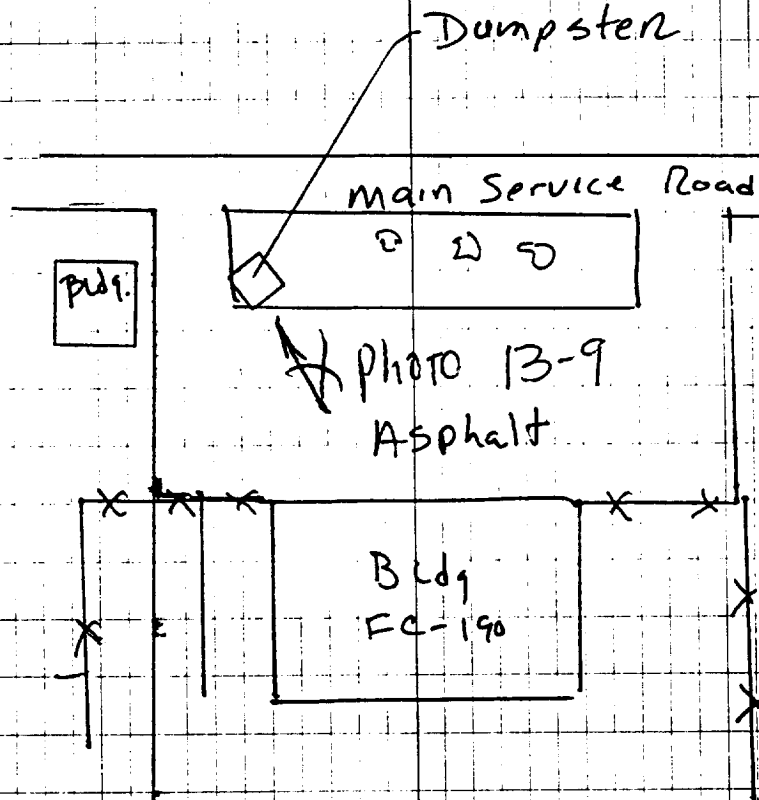 Dumpster
Main Service Road
Bldg.
Photo 13-9
Asphalt
Bldg
FC-190